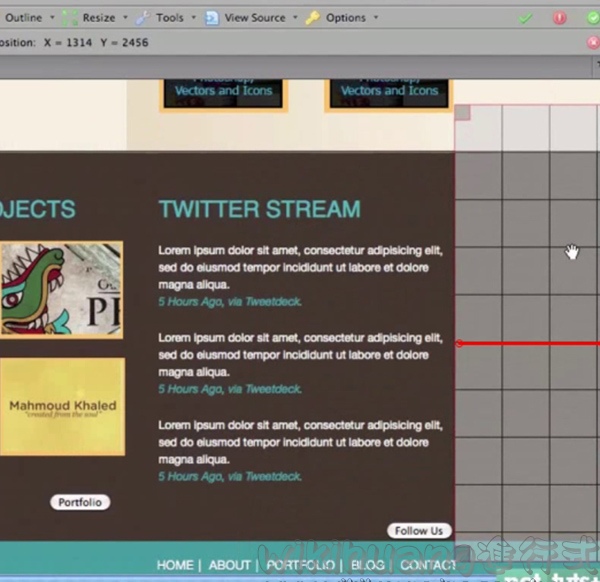 Outline Resize Tools View Source Options
osition: X = 1314 Y = 2456
Vectors and Icons
Vectors and Icons
OJECTS
TWITTER STREAM
Lorem ipsum dolor sit amet, consectetur adipisicing elit,
sed do eiusmod tempor incididunt ut labore et dolore
magna aliqua.
5 Hours Ago, via Tweetdeck.
Lorem ipsum dolor sit amet, consectetur adipisicing elit,
sed do eiusmod tempor incididunt ut labore et dolore
magna aliqua.
5 Hours Ago, via Tweetdeck.
Mahmoud Khaled
"created from the soul"
Lorem ipsum dolor sit amet, consectetur adipisicing elit,
sed do eiusmod tempor incididunt ut labore et dolore
magna aliqua.
5 Hours Ago, via Tweetdeck.
Portfolio
Follow Us
HOME | ABOUT | PORTFOLIO | BLOG | CONTACT